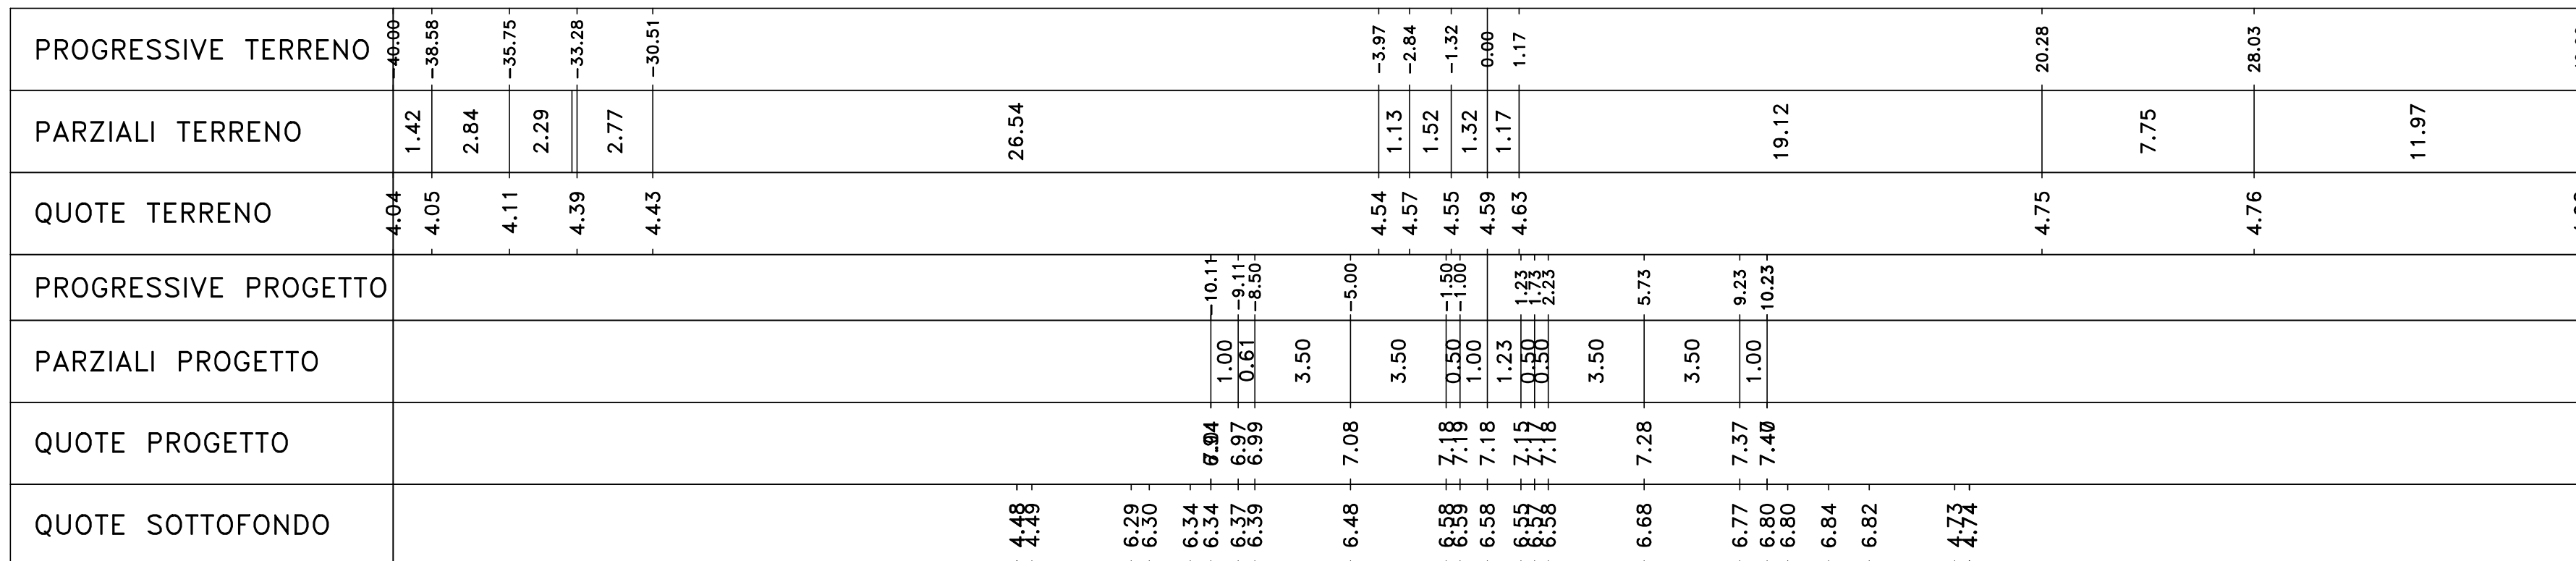 PROGRESSIVE TERRENO -40.00 -38.58 -35.75 -33.28 -30.51 -3.97 -2.84 -1.32 0.00 1.17 20.28 28.03
PARZIALI TERRENO 1.42 2.84 2.29 2.77 26.54 1.13 1.52 1.32 1.17 19.12 7.75 11.97
QUOTE TERRENO 4.04 4.05 4.11 4.39 4.43 4.54 4.57 4.55 4.59 4.63 4.75 4.76
PROGRESSIVE PROGETTO -10.11 -9.11 -8.50 -5.00 -1.50 -1.00 1.23 1.73 2.23 5.73 9.23 10.23
PARZIALI PROGETTO 1.00 0.61 3.50 3.50 0.50 1.00 1.23 0.50 0.50 3.50 3.50 1.00
QUOTE PROGETTO 6.97 6.99 7.08 7.18 7.19 7.18 7.15 7.17 7.18 7.28 7.37
QUOTE SOTTOFONDO 4.48 4.49 6.29 6.30 6.34 6.34 6.37 6.39 6.48 6.58 6.59 6.58 6.55 6.57 6.58 6.68 6.77 6.80 6.80 6.84 6.82 4.73 4.74